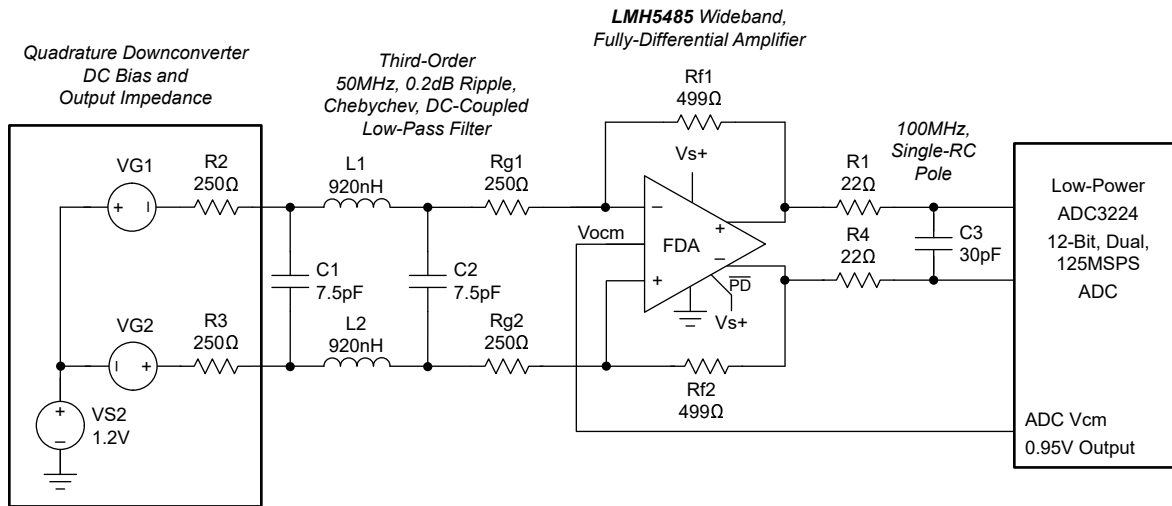 Quadrature Downconverter
DC Bias and
Output Impedance
Third-Order
50MHz, 0.2dB Ripple,
Chebychev, DC-Coupled
Low-Pass Filter
LMH5485 Wideband,
Fully-Differential Amplifier
100MHz,
Single-RC
Pole
VG1
+
−
R2
250Ω
L1
920nH
Rg1
250Ω
Rf1
499Ω
Vs+
R1
22Ω
Vocm
−
+
FDA
+
−
PD
Vs+
R4
22Ω
C3
30pF
C1
7.5pF
C2
7.5pF
VG2
−
+
R3
250Ω
L2
920nH
Rg2
250Ω
Rf2
499Ω
VS2
1.2V
+
−
Low-Power
ADC3224
12-Bit, Dual,
125MSPS
ADC
ADC Vcm
0.95V Output